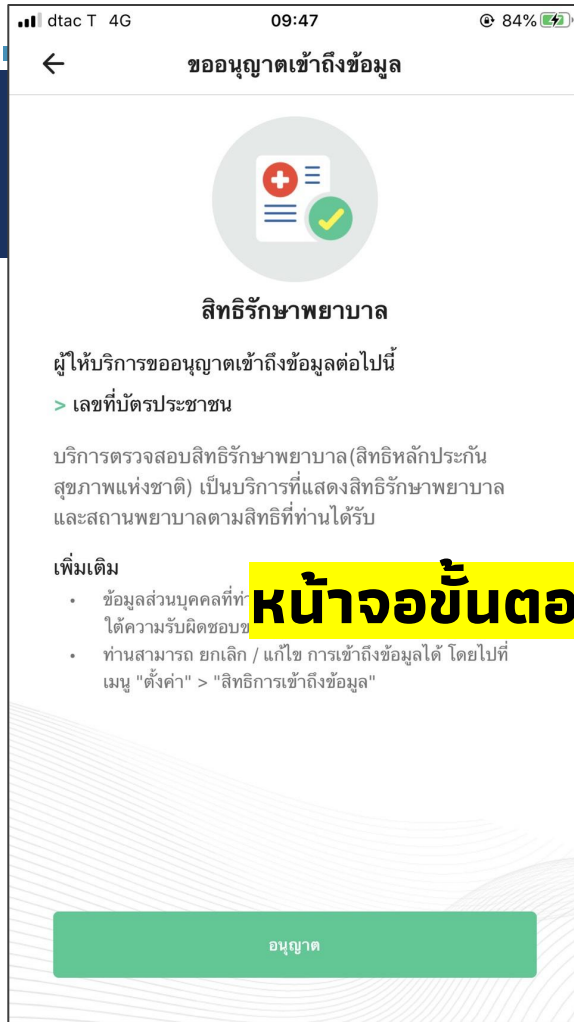 dtac T 4G 09:47 84%
ขออนุญาตเข้าถึงข้อมูล
สิทธิรักษาพยาบาล
ผู้ให้บริการขออนุญาตเข้าถึงข้อมูลต่อไปนี้
> เลขที่บัตรประชาชน
บริการตรวจสอบสิทธิรักษาพยาบาล(สิทธิหลักประกัน
สุขภาพแห่งชาติ) เป็นบริการที่แสดงสิทธิรักษาพยาบาล
และสถานพยาบาลตามสิทธิที่ท่านได้รับ
เพิ่มเติม
• ข้อมูลส่วนบุคคลที่ท่า
ใต้ความรับผิดชอบข
หน้าจอขั้นตอ
• ท่านสามารถ ยกเลิก / แก้ไข การเข้าถึงข้อมูลได้ โดยไปที่
เมนู "ตั้งค่า" > "สิทธิการเข้าถึงข้อมูล"
อนุญาต